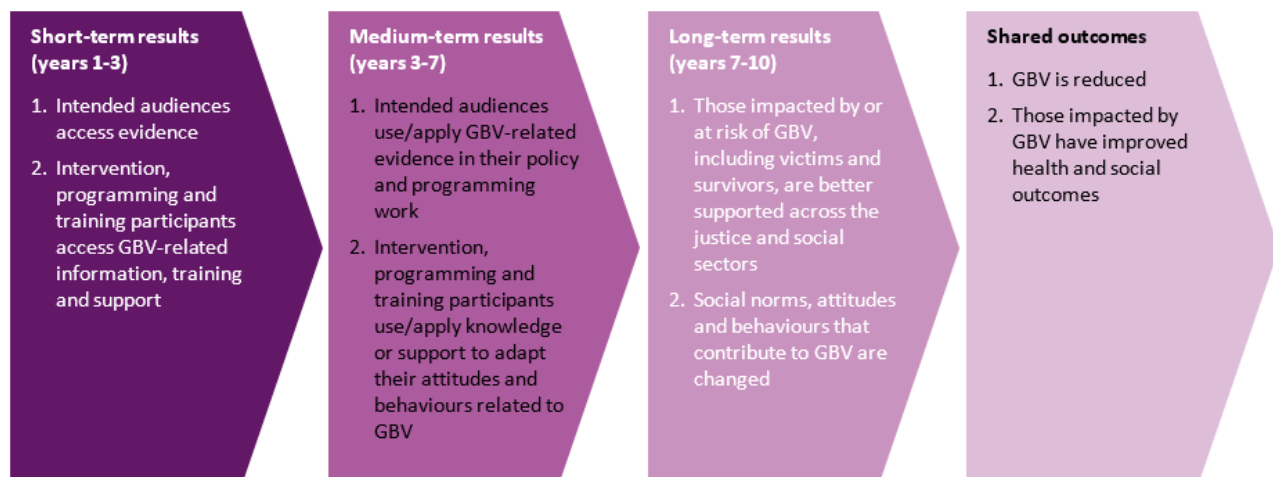 Short-term results
(years 1-3)
1. Intended audiences
access evidence
2. Intervention,
programming and
training participants
access GBV-related
information, training
and support
Medium-term results
(years 3-7)
1. Intended audiences
use/apply GBV-related
evidence in their policy
and programming
work
2. Intervention,
programming and
training participants
use/apply knowledge
or support to adapt
their attitudes and
behaviours related to
GBV
Long-term results
(years 7-10)
1. Those impacted by or
at risk of GBV,
including victims and
survivors, are better
supported across the
justice and social
sectors
2. Social norms, attitudes
and behaviours that
contribute to GBV are
changed
Shared outcomes
1. GBV is reduced
2. Those impacted by
GBV have improved
health and social
outcomes